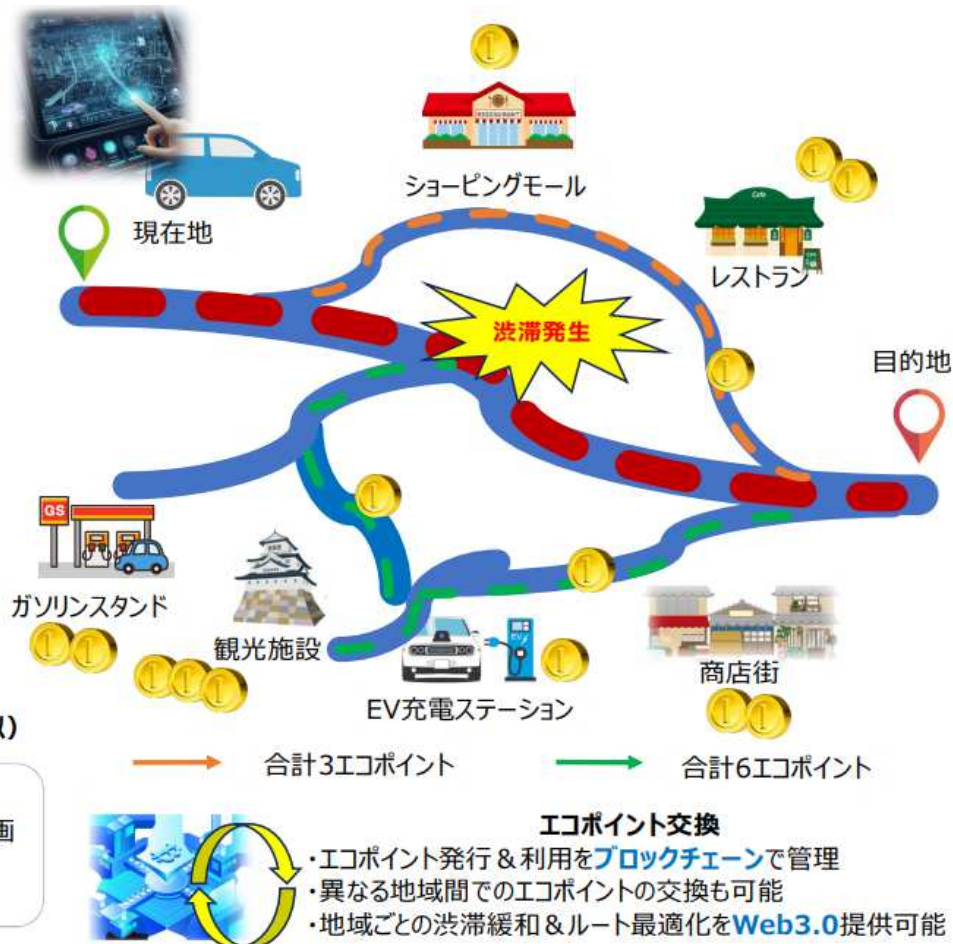 RESTAURANT
ショーピングモール
現在地
Cafe
レストラン
渋滞発生
目的地
GS
ガソリンスタンド
観光施設
EV
EV充電ステーション
商店街
合計3エコポイント
合計6エコポイント
画
エコポイント交換
・エコポイント発行&利用をブロックチェーンで管理
・異なる地域間でのエコポイントの交換も可能
・地域ごとの渋滞緩和&ルート最適化をWeb3.0提供可能